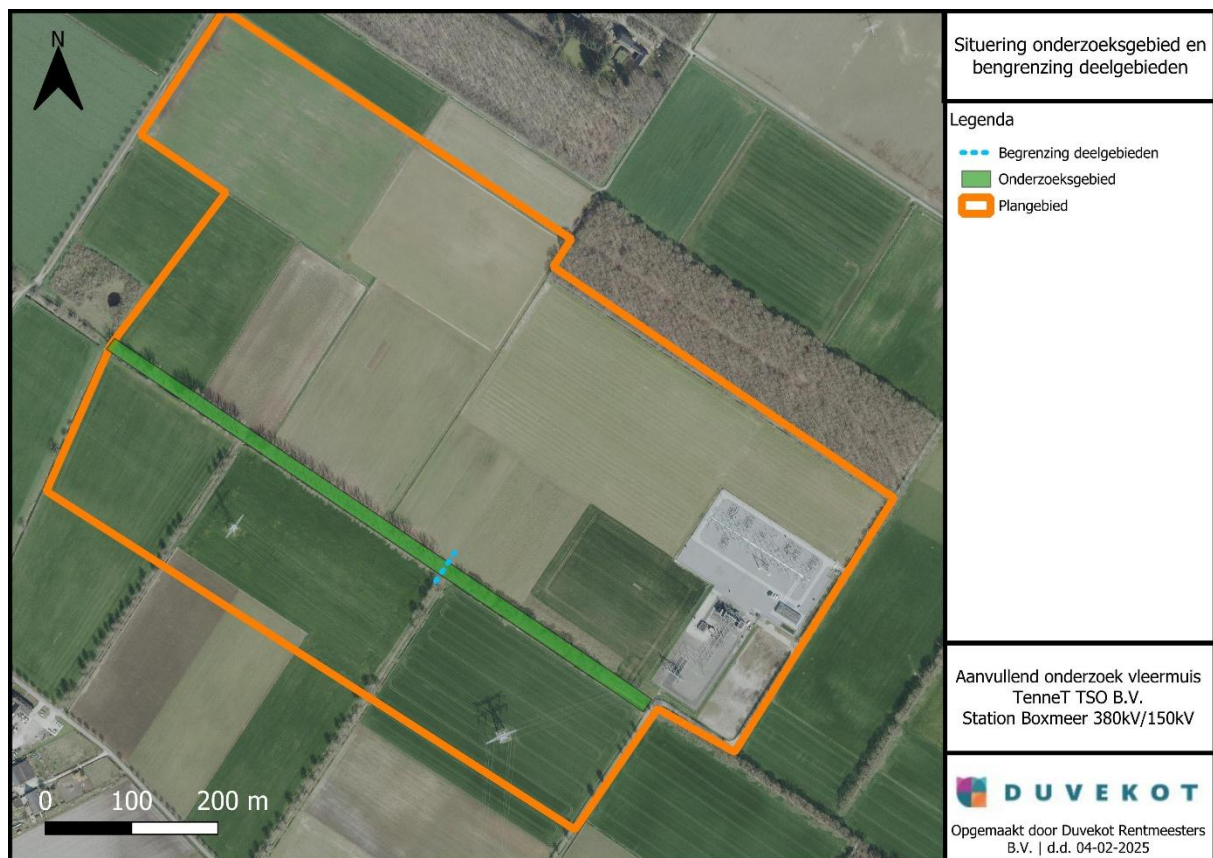 N
0 100 200 m
Situering onderzoeksgebied en
bengrenzing deelgebieden
Legenda
Begrenzing deelgebieden
Onderzoeksgebied
Plangebied
Aanvullend onderzoek vleermuis
TenneT TSO B.V.
Station Boxmeer 380kV/150kV
DUVEKOT
Opgemaakt door Duvekot Rentmeesters
B.V. | d.d. 04-02-2025